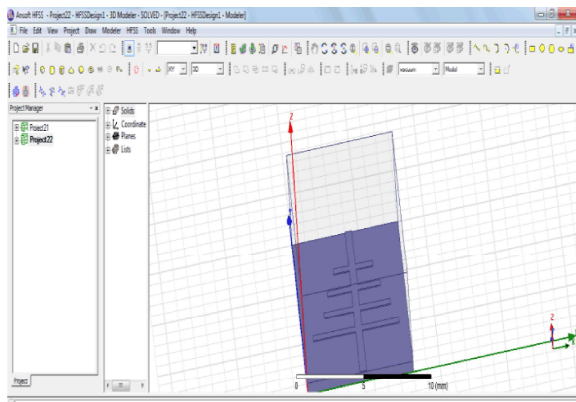 Ansoft HFSS - Project22 - HFSSDesign1 - 3D Modeler - SOLVED - [Project22 - HFSSDesign1 - Modeler]
File Edit View Project Draw Modeler HFSS Tools Window Help
XY 3D vacuum Model
Project Manager
Project21
Project22
Solids
Coordinate
Planes
Lists
Z
Z
0 5 10 (mm)
Project